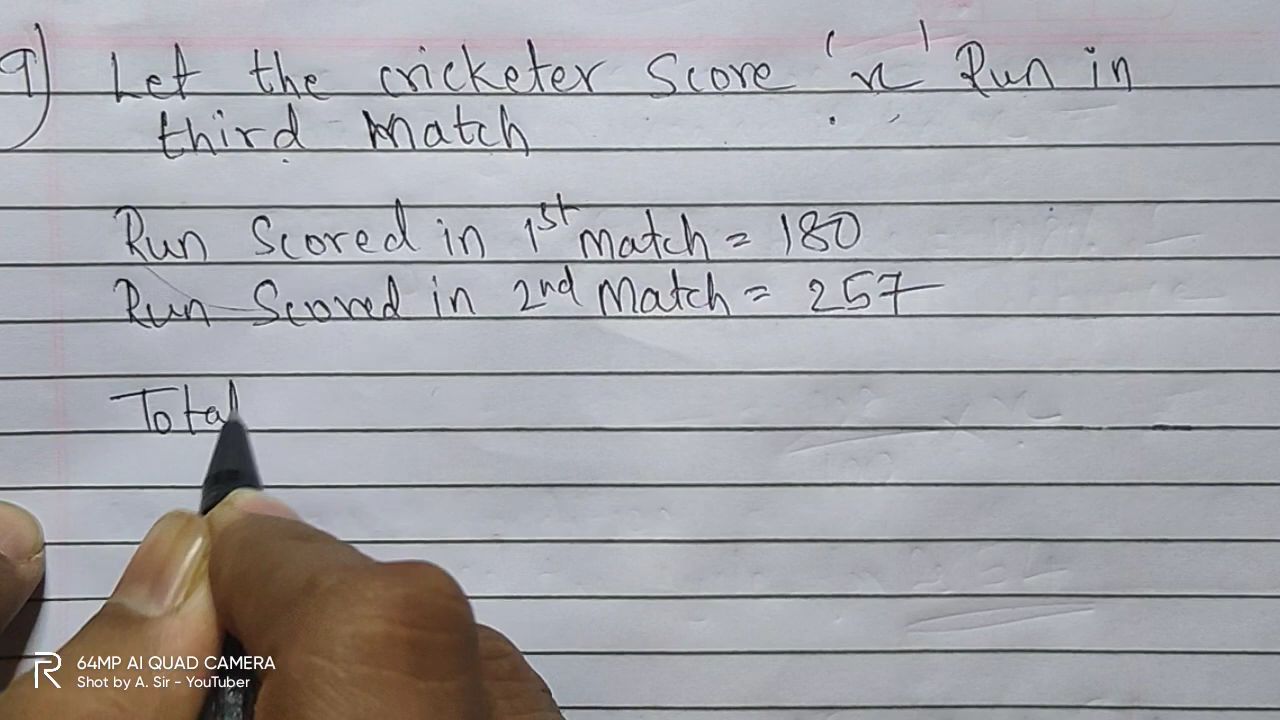 9) Let the cricketer Score 'x' Run in
third Match
Run Scored in 1st match = 180
Run Scored in 2nd Match = 257
Total
64MP AI QUAD CAMERA
Shot by A. Sir - YouTuber